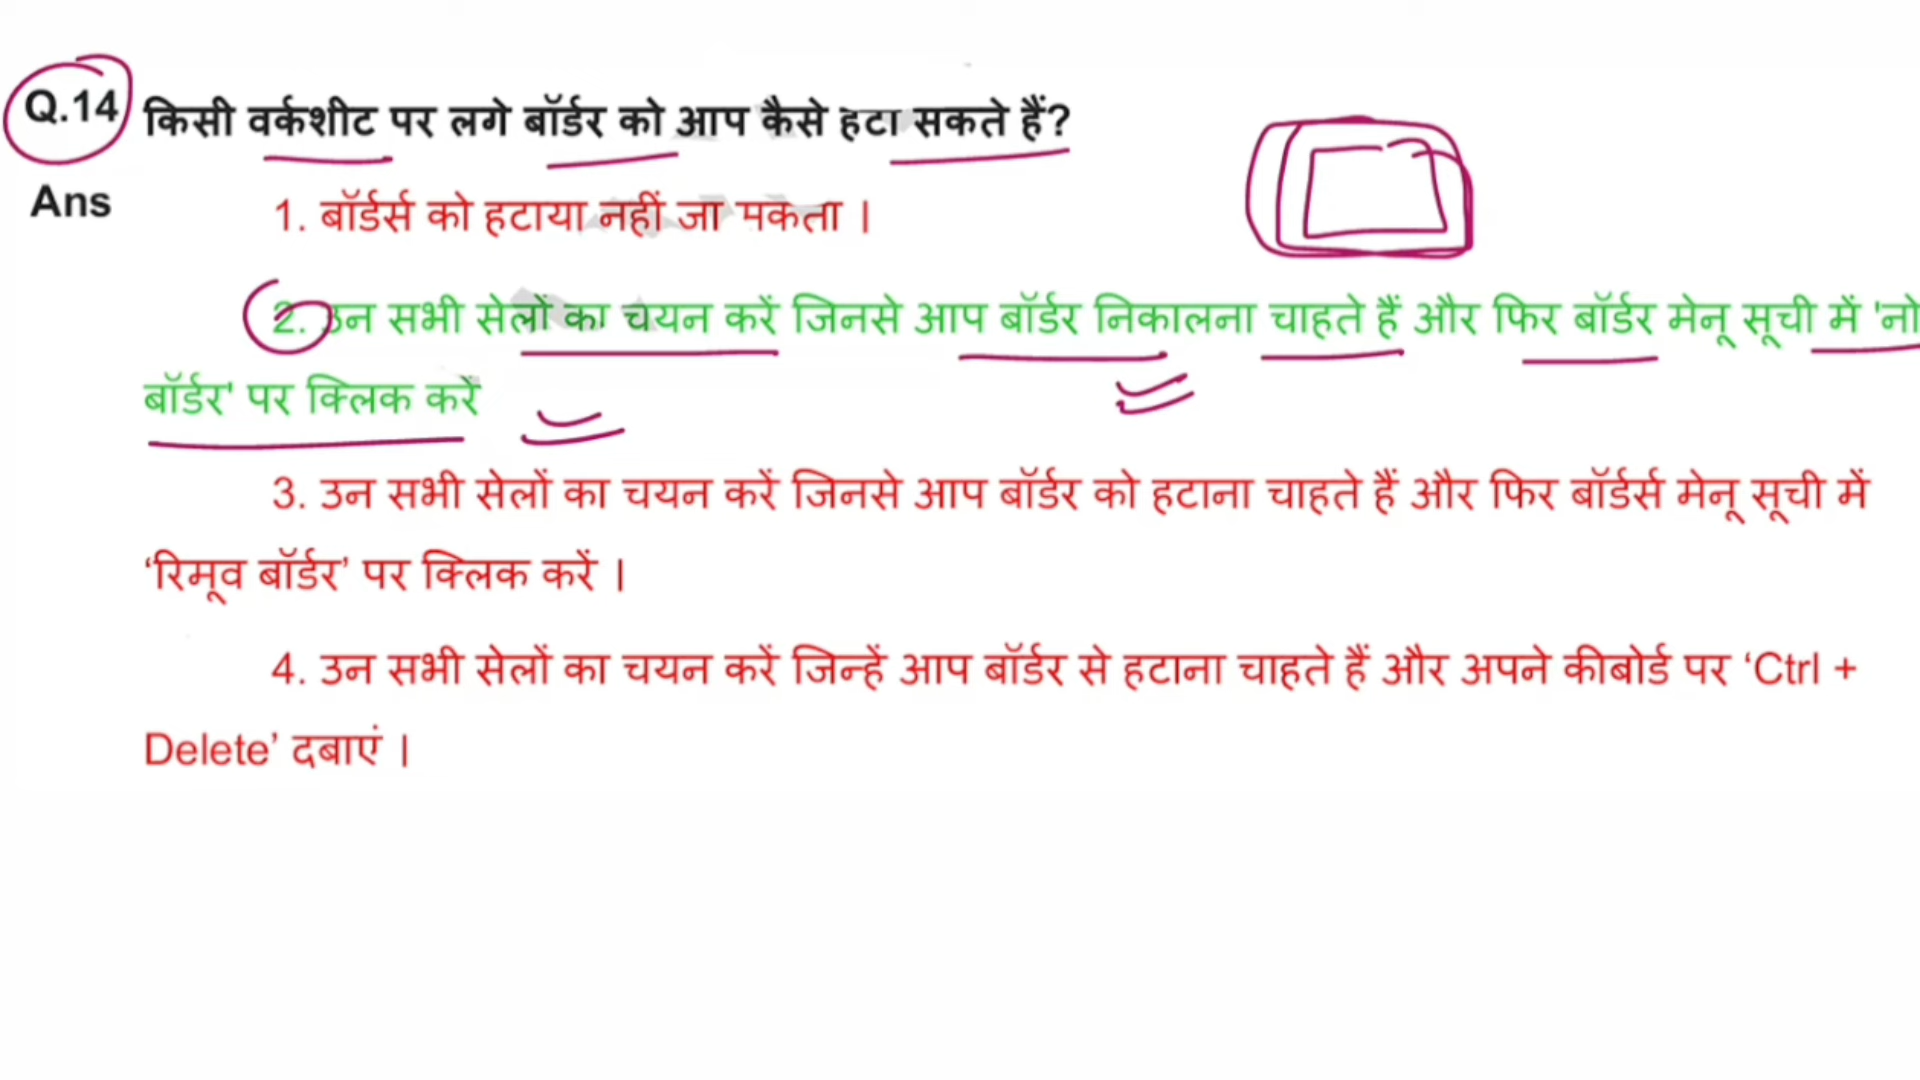 Q.14 किसी वर्कशीट पर लगे बॉर्डर को आप कैसे हटा सकते हैं?
Ans
1. बॉर्डर्स को हटाया नहीं जा सकता ।
2. उन सभी सेलों का चयन करें जिनसे आप बॉर्डर निकालना चाहते हैं और फिर बॉर्डर मेनू सूची में 'नो
बॉर्डर' पर क्लिक करें
3. उन सभी सेलों का चयन करें जिनसे आप बॉर्डर को हटाना चाहते हैं और फिर बॉर्डर्स मेनू सूची में
‘रिमूव बॉर्डर’ पर क्लिक करें ।
4. उन सभी सेलों का चयन करें जिन्हें आप बॉर्डर से हटाना चाहते हैं और अपने कीबोर्ड पर ‘Ctrl +
Delete’ दबाएं ।